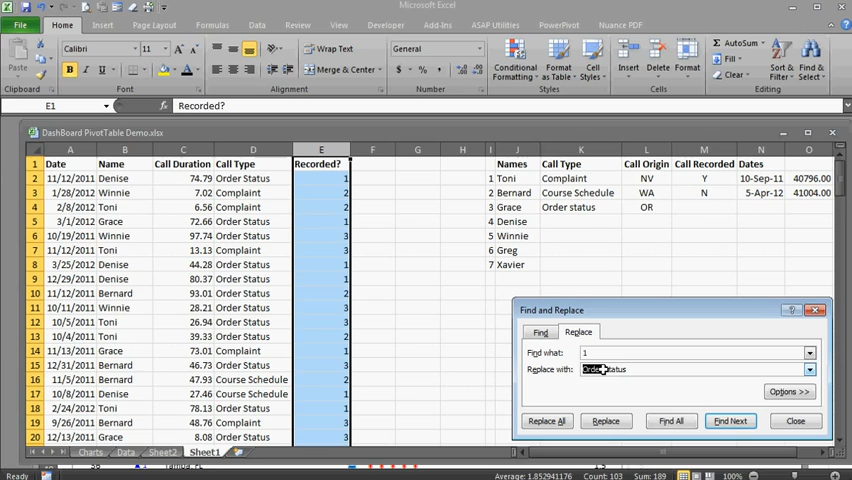 Microsoft Excel
File Home Insert Page Layout Formulas Data Review View Developer Add-Ins ASAP Utilities PowerPivot Nuance PDF
Calibri 11 A A Wrap Text General Σ AutoSum
Paste B I U A Merge & Center $ % , Conditional Formatting Format as Table Cell Styles Insert Delete Format Fill Clear Sort & Filter Find & Select
Clipboard Font Alignment Number Styles Cells Editing
E1 fx Recorded?
DashBoard PivotTable Demo.xlsx
A B C D E F G H I J K L M N O
1 Date Name Call Duration Call Type Recorded? Names Call Type Call Origin Call Recorded Dates
2 11/12/2011 Denise 74.79 Order Status 1 1 Toni Complaint NV Y 10-Sep-11 40796.00
3 1/28/2012 Winnie 7.02 Complaint 2 2 Bernard Course Schedule WA N 5-Apr-12 41004.00
4 2/8/2012 Toni 6.56 Complaint 2 3 Grace Order status OR
5 3/1/2012 Grace 72.66 Order Status 1 4 Denise
6 10/19/2011 Winnie 97.74 Order Status 3 5 Winnie
7 10/12/2011 Toni 13.13 Complaint 3 6 Greg
8 3/25/2012 Denise 44.28 Order Status 1 7 Xavier
9 12/29/2011 Denise 80.37 Order Status 1
10 11/12/2011 Bernard 93.01 Order Status 2
11 10/11/2011 Winnie 28.21 Order Status 3
12 10/5/2011 Toni 26.94 Order Status 3
13 10/4/2011 Toni 39.33 Order Status 2
14 11/13/2011 Grace 73.01 Complaint 1
15 12/31/2011 Bernard 46.73 Order Status 3
16 11/5/2011 Bernard 47.93 Course Schedule 2
17 10/8/2011 Denise 27.46 Course Schedule 2
18 2/24/2012 Toni 78.13 Order Status 1
19 9/26/2011 Bernard 48.76 Complaint 3
20 12/13/2011 Grace 8.08 Order Status 3
Find and Replace
Find Replace
Find what: 1
Replace with: Order status
Options >>
Replace All Replace Find All Find Next Close
Charts Data Sheet2 Sheet1
Tampa, FL
Ready Average: 1.852941176 Count: 103 Sum: 189 100%